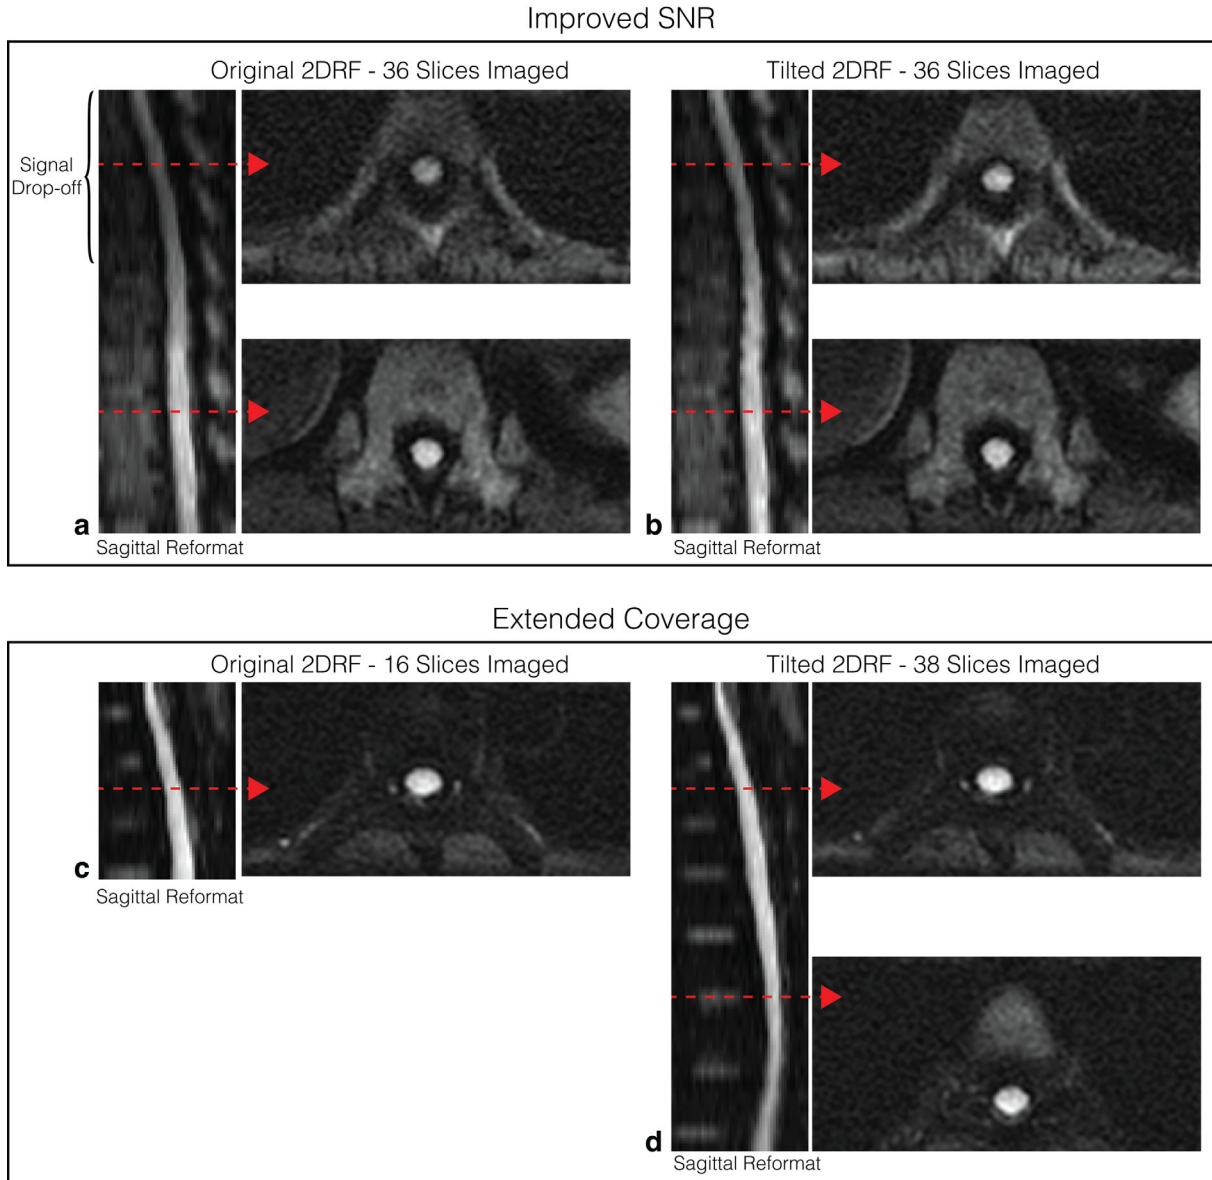 Improved SNR
Original 2DRF - 36 Slices Imaged
Tilted 2DRF - 36 Slices Imaged
Signal
Drop-off
a
b
Sagittal Reformat
Sagittal Reformat
Extended Coverage
Original 2DRF - 16 Slices Imaged
Tilted 2DRF - 38 Slices Imaged
c
Sagittal Reformat
d
Sagittal Reformat